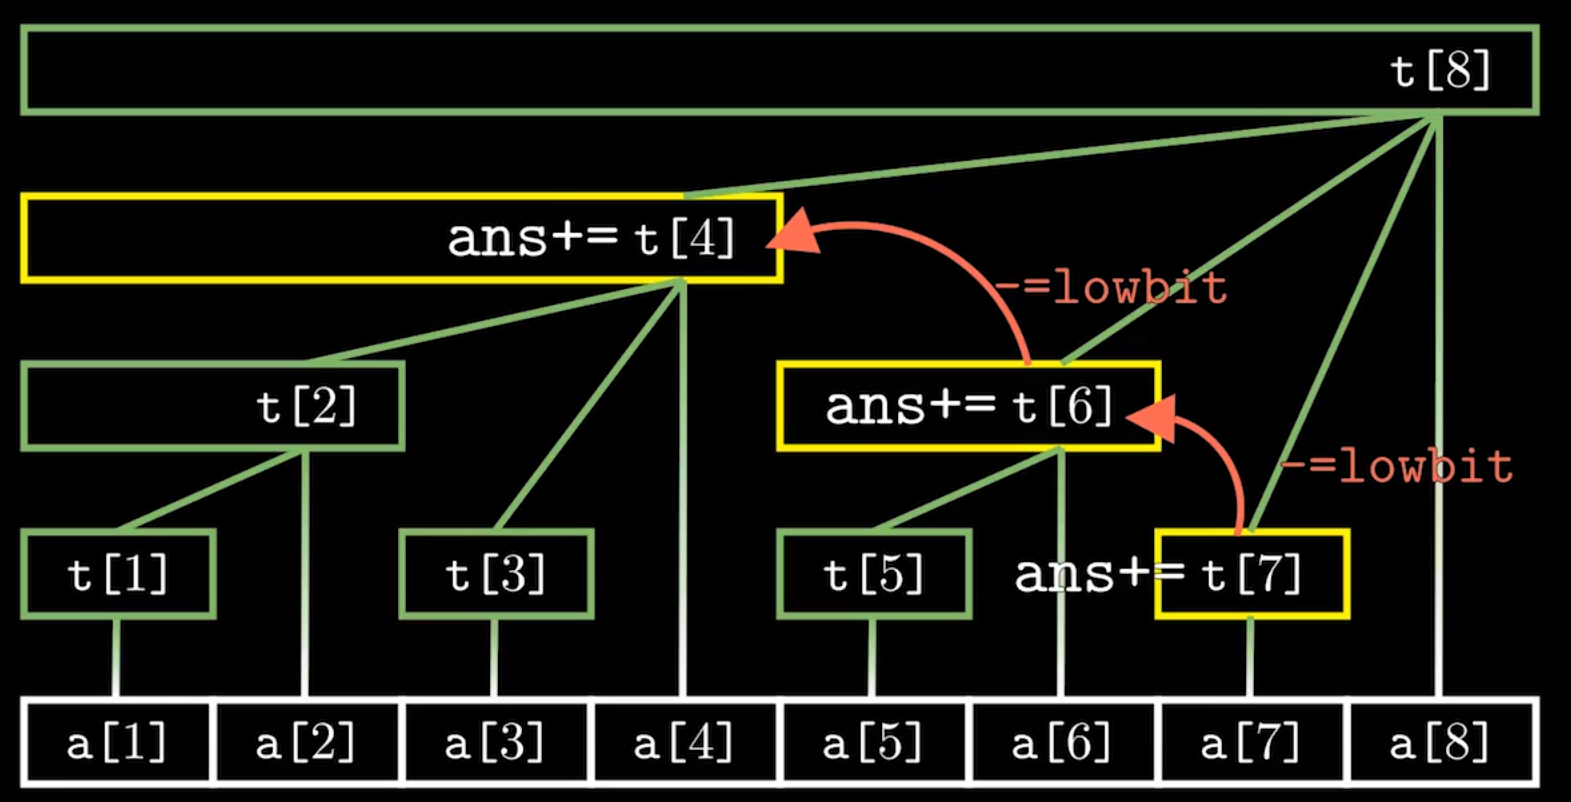 t[8]
ans+= t[4]
-=lowbit
t[2]
ans+= t[6]
-=lowbit
t[1]
t[3]
t[5]
ans+= t[7]
a[1] a[2] a[3] a[4] a[5] a[6] a[7] a[8]